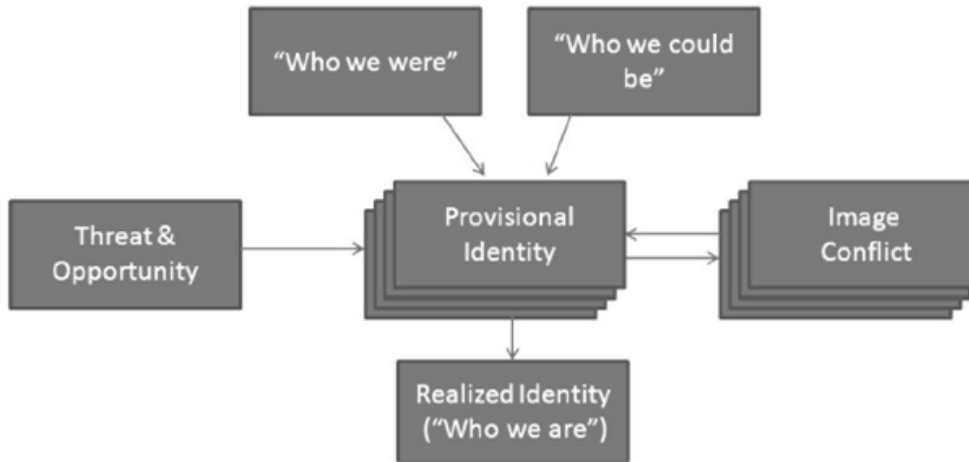 “Who we were”
“Who we could
be”
Threat &
Opportunity
Provisional
Identity
Image
Conflict
Realized Identity
(“Who we are”)